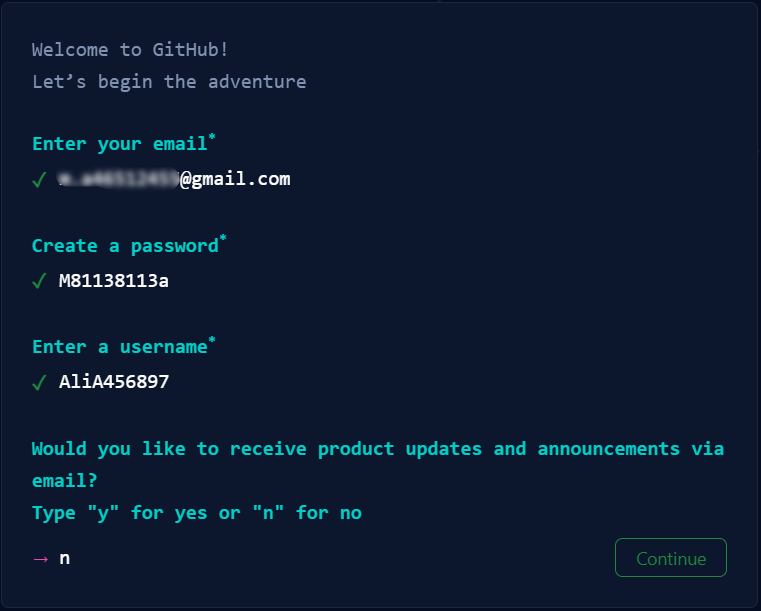 Welcome to GitHub!
Let’s begin the adventure
Enter your email*
✓ @gmail.com
Create a password*
✓ M81138113a
Enter a username*
✓ AliA456897
Would you like to receive product updates and announcements via
email?
Type "y" for yes or "n" for no
→ n
Continue